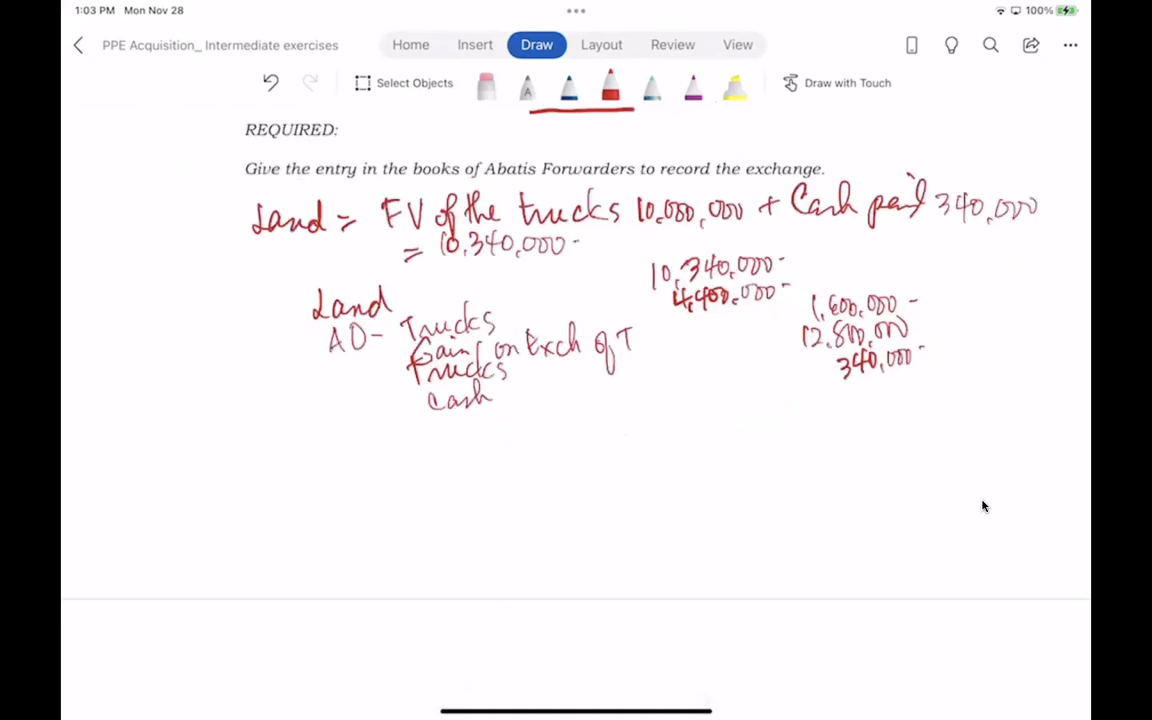 1:03 PM Mon Nov 28
100%
PPE Acquisition_ Intermediate exercises
Home Insert Draw Layout Review View
Select Objects
A
Draw with Touch
REQUIRED:
Give the entry in the books of Abatis Forwarders to record the exchange.
Land = FV of the trucks 10,000,000 + Cash paid 340,000
= 10,340,000-
Land 10,340,000-
AD- Trucks 4,400,000-
Gain on Exch of T 1,600,000-
Trucks 12,800,000
Cash 340,000-